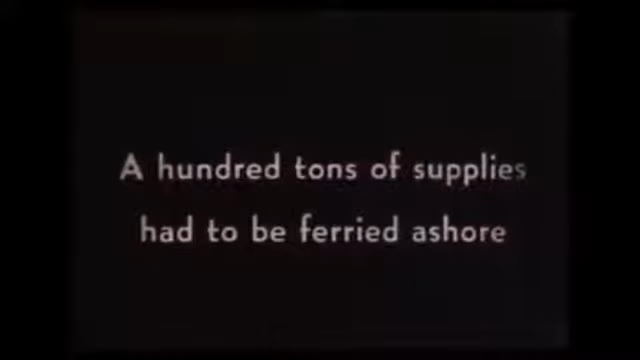 A hundred tons of supplies
had to be ferried ashore